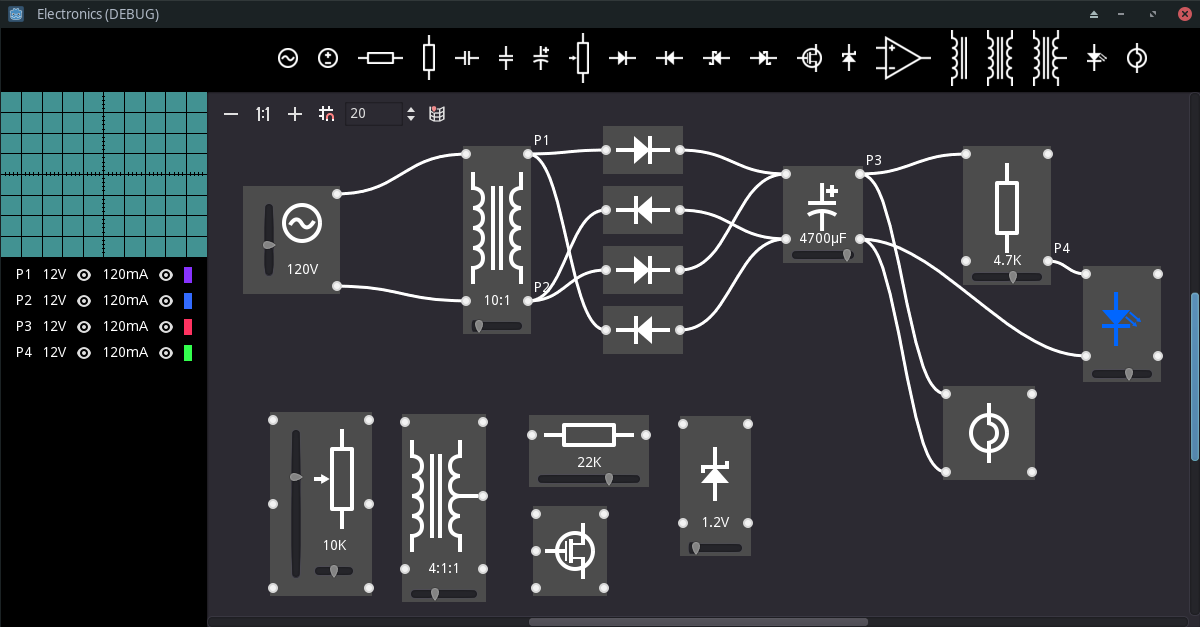 Electronics (DEBUG)
1:1 20
P1 12V 120mA
P2 12V 120mA
P3 12V 120mA
P4 12V 120mA
P1
P3
120V
10:1
P2
4700µF
4.7K
P4
10K
4:1:1
22K
1.2V